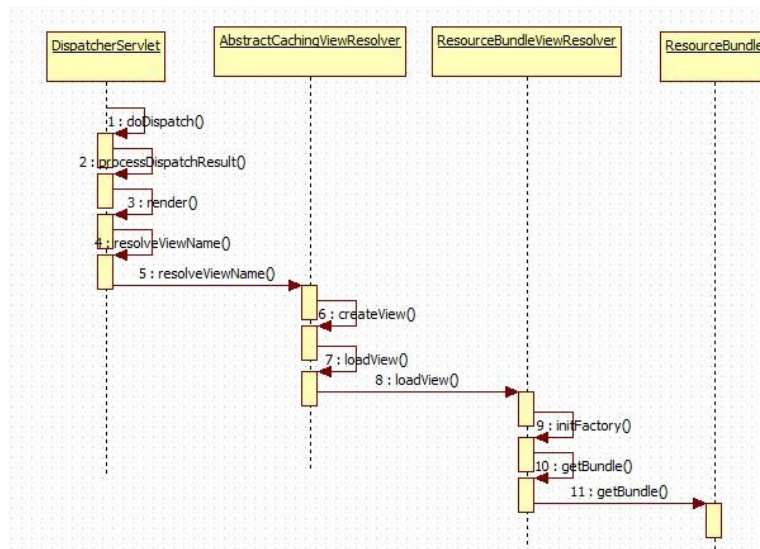 DispatcherServlet
AbstractCachingViewResolver
ResourceBundleViewResolver
ResourceBundle
1 : doDispatch()
2 : processDispatchResult()
3 : render()
4 : resolveViewName()
5 : resolveViewName()
6 : createView()
7 : loadView()
8 : loadView()
9 : initFactory()
10 : getBundle()
11 : getBundle()